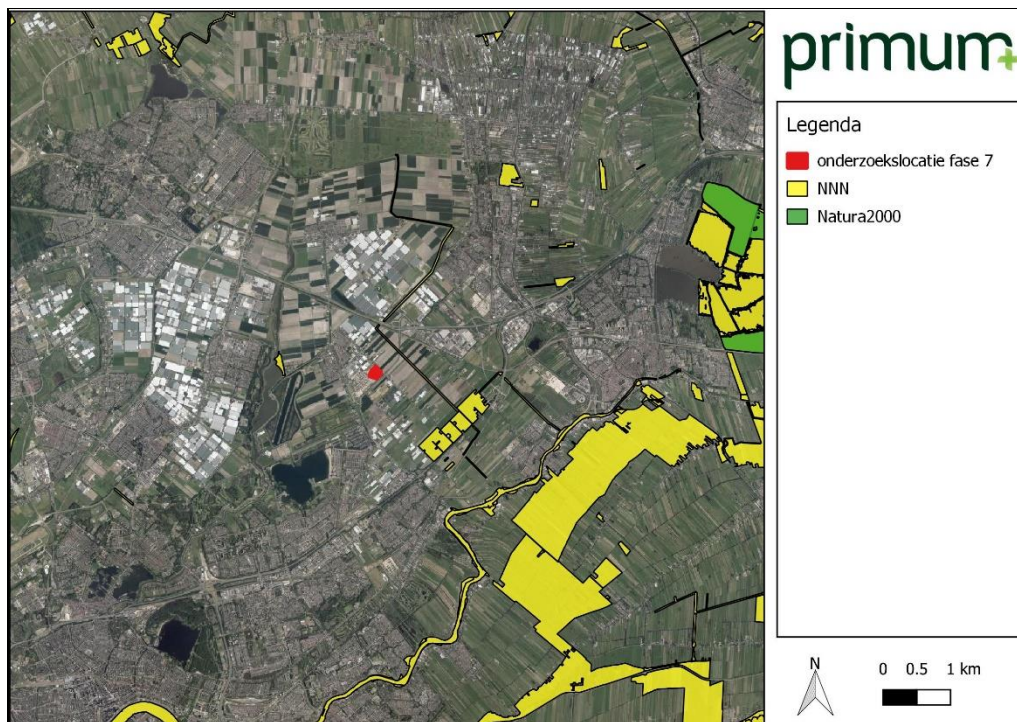 primum+
Legenda
onderzoekslocatie fase 7
NNN
Natura2000
N
0 0.5 1 km